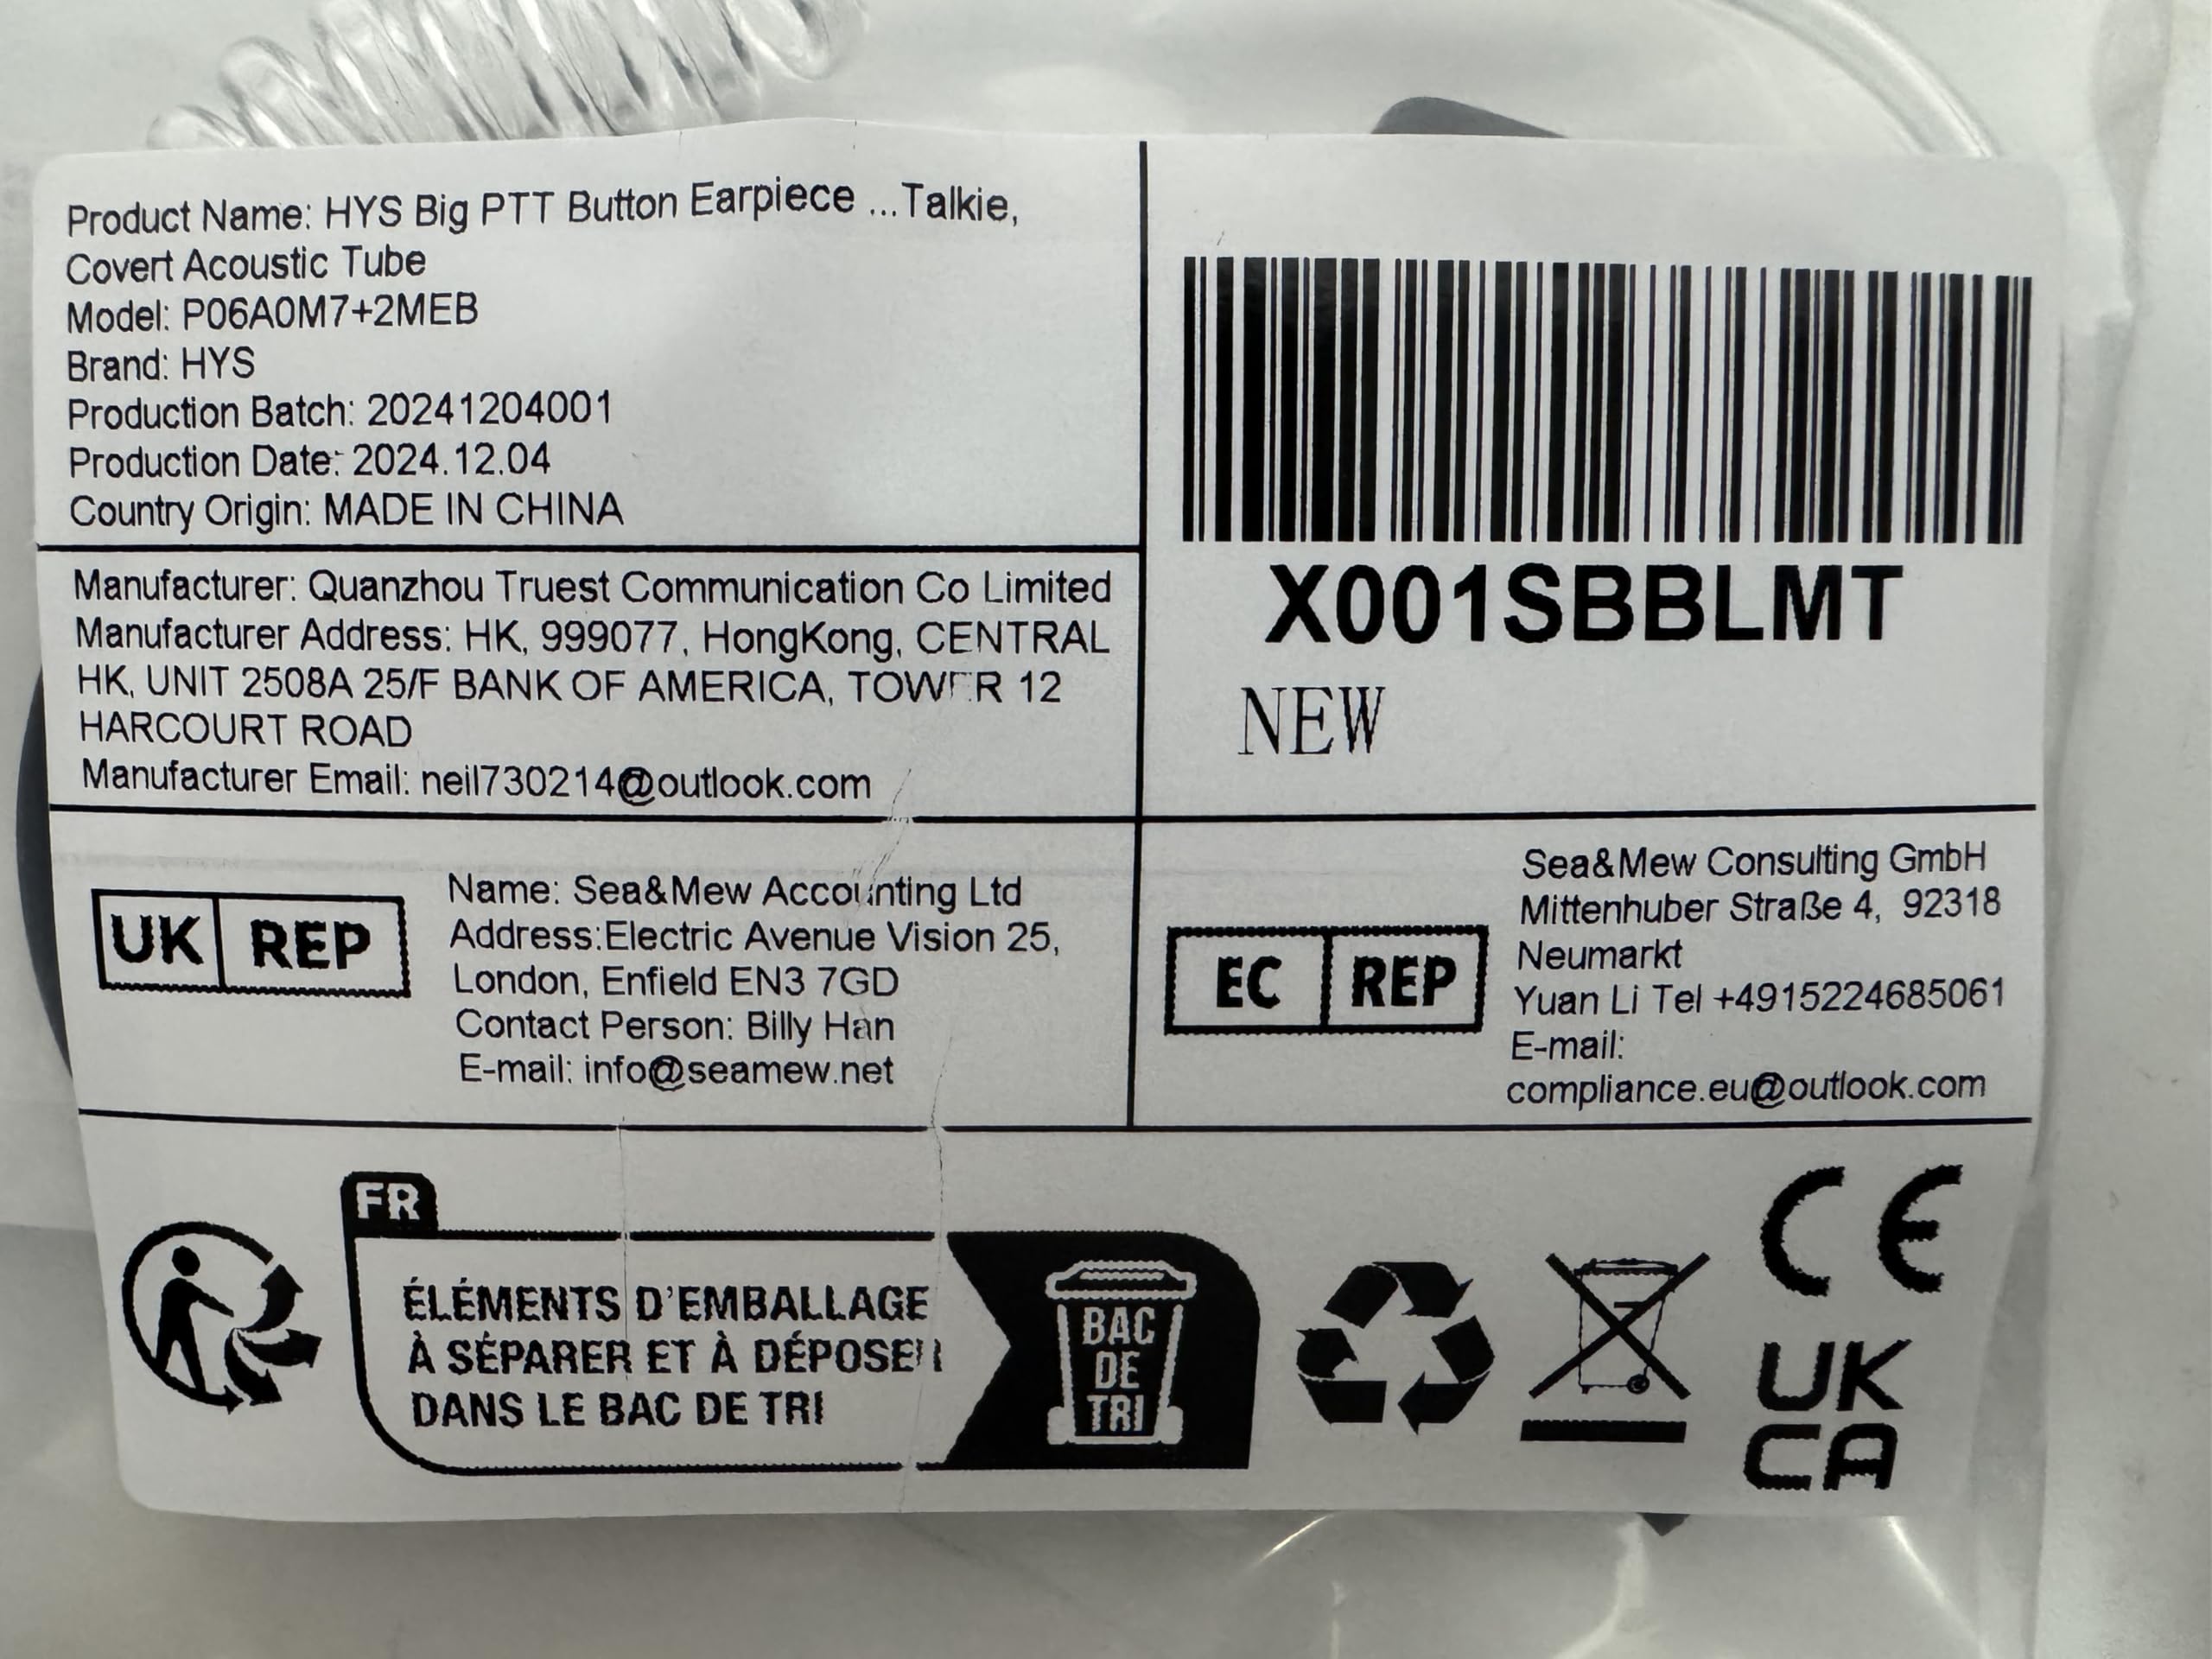 Product Name: HYS Big PTT Button Earpiece ...Talkie,
Covert Acoustic Tube
Model: P06A0M7+2MEB
Brand: HYS
Production Batch: 20241204001
Production Date: 2024.12.04
Country Origin: MADE IN CHINA
X001SBBLMT
NEW
Manufacturer: Quanzhou Truest Communication Co Limited
Manufacturer Address: HK, 999077, HongKong, CENTRAL
HK, UNIT 2508A 25/F BANK OF AMERICA, TOWER 12
HARCOURT ROAD
Manufacturer Email: neil730214@outlook.com
UK REP
Name: Sea&Mew Accounting Ltd
Address:Electric Avenue Vision 25,
London, Enfield EN3 7GD
Contact Person: Billy Han
E-mail: info@seamew.net
EC REP
Sea&Mew Consulting GmbH
Mittenhuber Straße 4, 92318
Neumarkt
Yuan Li Tel +4915224685061
E-mail:
compliance.eu@outlook.com
FR
ÉLÉMENTS D'EMBALLAGE
À SÉPARER ET À DÉPOSER
DANS LE BAC DE TRI
BAC
DE
TRI
CE
UK
CA